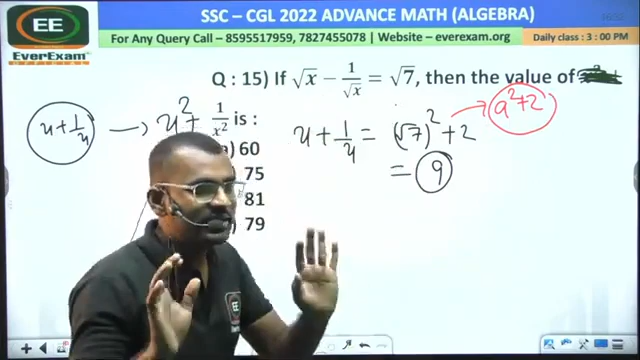 EE
EverExam
OFFICIAL
SSC – CGL 2022 ADVANCE MATH (ALGEBRA)
For Any Query Call – 8595517959, 7827455078 | Website – everexam.org
Daily class : 3 : 00 PM
Q : 15) If √x − 1/√x = √7, then the value of
x + 1/x → x² + 1/x² is :
x + 1/x = (√7)² + 2 → a² + 2
= 9
60
75
81
79
EE